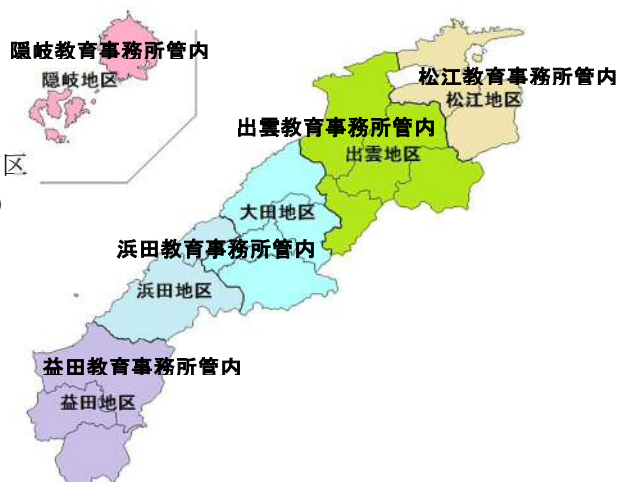 隠岐教育事務所管内
隠岐地区
松江教育事務所管内
松江地区
出雲教育事務所管内
出雲地区
区
)
大田地区
浜田教育事務所管内
浜田地区
益田教育事務所管内
益田地区